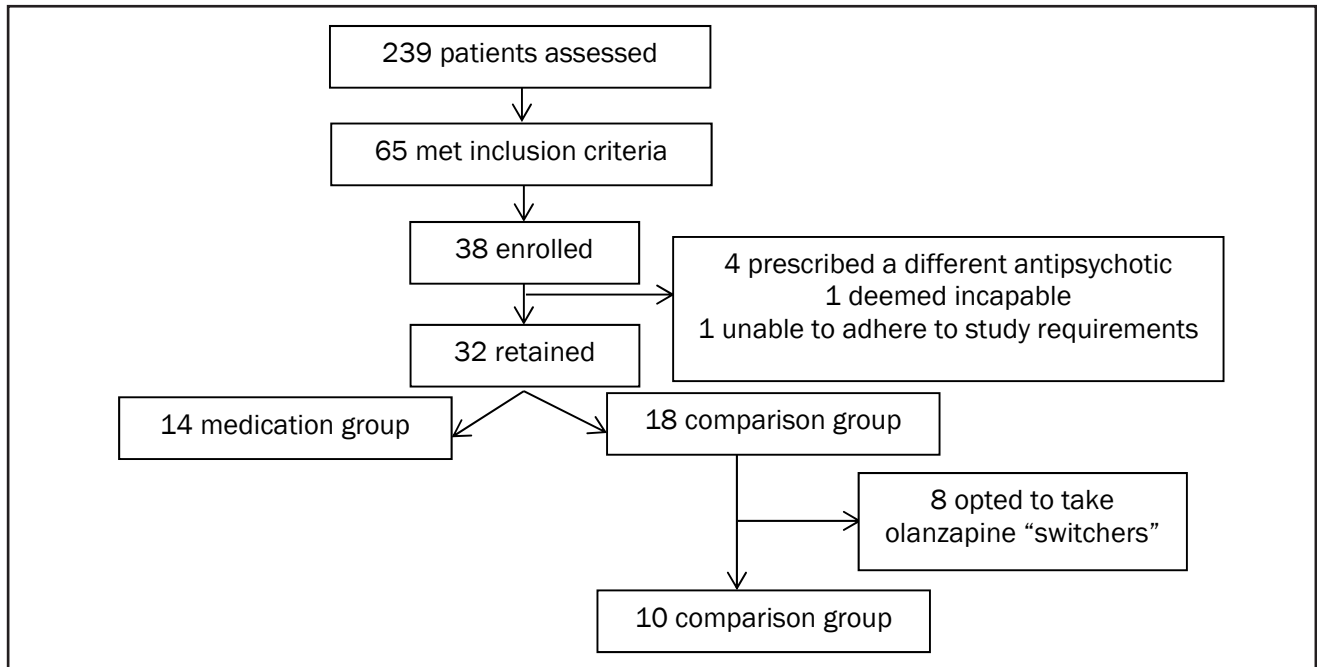 239 patients assessed
65 met inclusion criteria
38 enrolled
4 prescribed a different antipsychotic
1 deemed incapable
1 unable to adhere to study requirements
32 retained
14 medication group
18 comparison group
8 opted to take
olanzapine “switchers”
10 comparison group